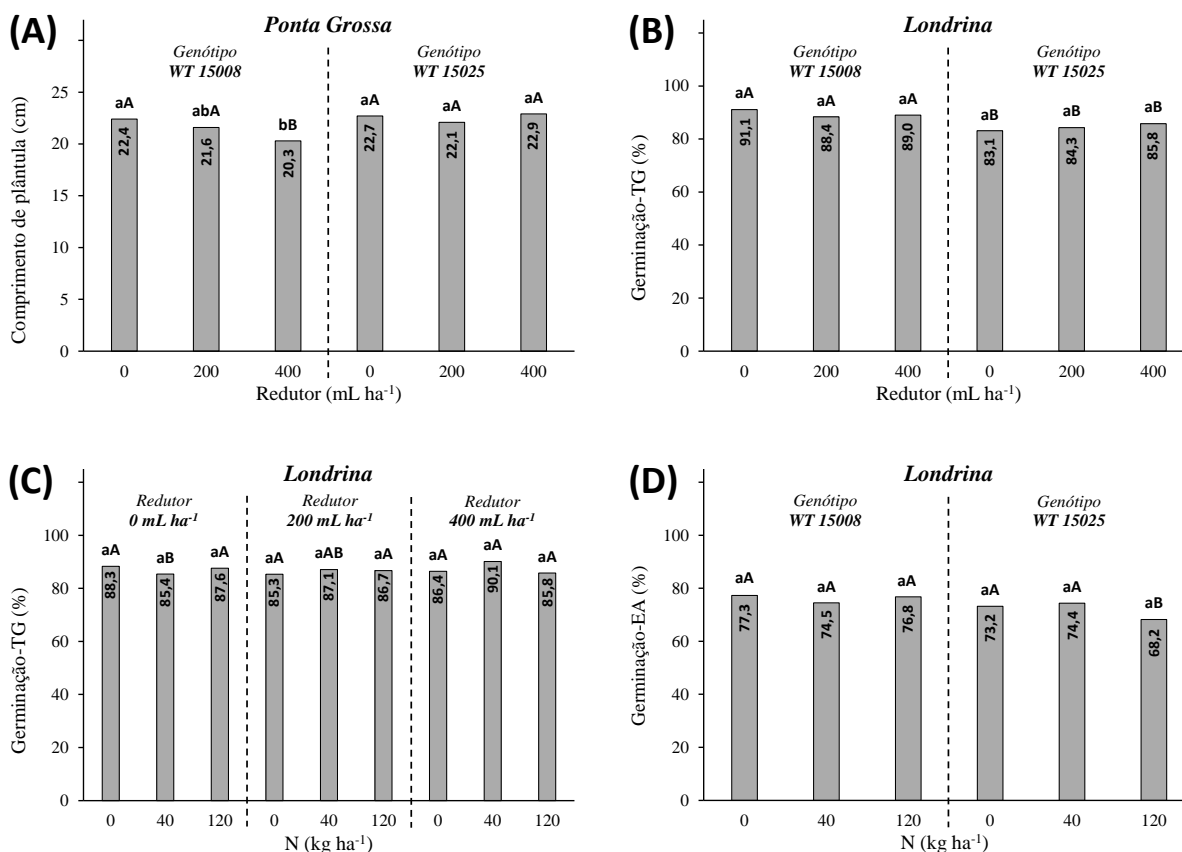 (A)
Ponta Grossa
Genótipo Genótipo
WT 15008 WT 15025
Comprimento de plântula (cm)
25
20
15
10
5
0
aA abA bB aA aA aA
22,4 21,6 20,3 22,7 22,1 22,9
0 200 400 0 200 400
Redutor (mL ha-1)
(B)
Londrina
Genótipo Genótipo
WT 15008 WT 15025
Germinação-TG (%)
100
80
60
40
20
0
aA aA aA aB aB aB
91,1 88,4 89,0 83,1 84,3 85,8
0 200 400 0 200 400
Redutor (mL ha-1)
(C)
Londrina
Redutor Redutor Redutor
0 mL ha-1 200 mL ha-1 400 mL ha-1
Germinação-TG (%)
100
80
60
40
20
0
aA aB aA aA aAB aA aA aA aA
88,3 85,4 87,6 85,3 87,1 86,7 86,4 90,1 85,8
0 40 120 0 40 120 0 40 120
N (kg ha-1)
(D)
Londrina
Genótipo Genótipo
WT 15008 WT 15025
Germinação-EA (%)
100
80
60
40
20
0
aA aA aA aA aA aB
77,3 74,5 76,8 73,2 74,4 68,2
0 40 120 0 40 120
N (kg ha-1)